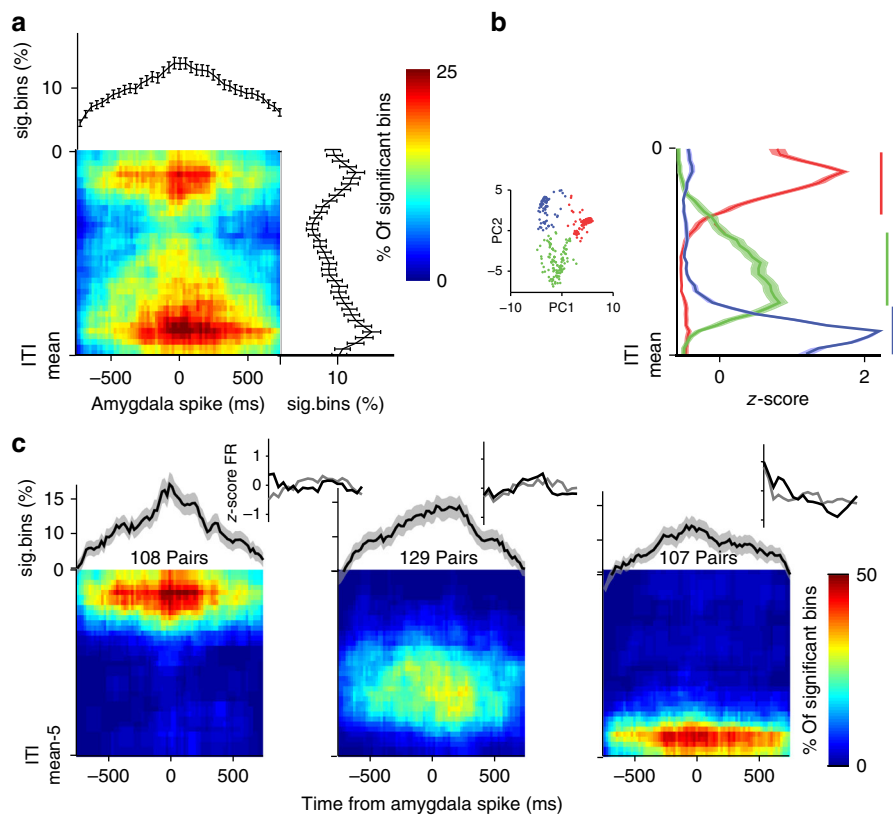 a
b
sig.bins (%)
10
0
ITI
mean
−500
0
500
Amygdala spike (ms)
10
sig.bins (%)
25
0
% Of significant bins
5
−5
PC2
−10
0
10
PC1
0
ITI
mean
0
2
z-score
c
sig.bins (%)
15
10
0
z-score FR
1
0
−1
108 Pairs
129 Pairs
107 Pairs
ITI
mean-5
−500
0
500
−500
0
500
−500
0
500
Time from amygdala spike (ms)
50
0
% Of significant bins